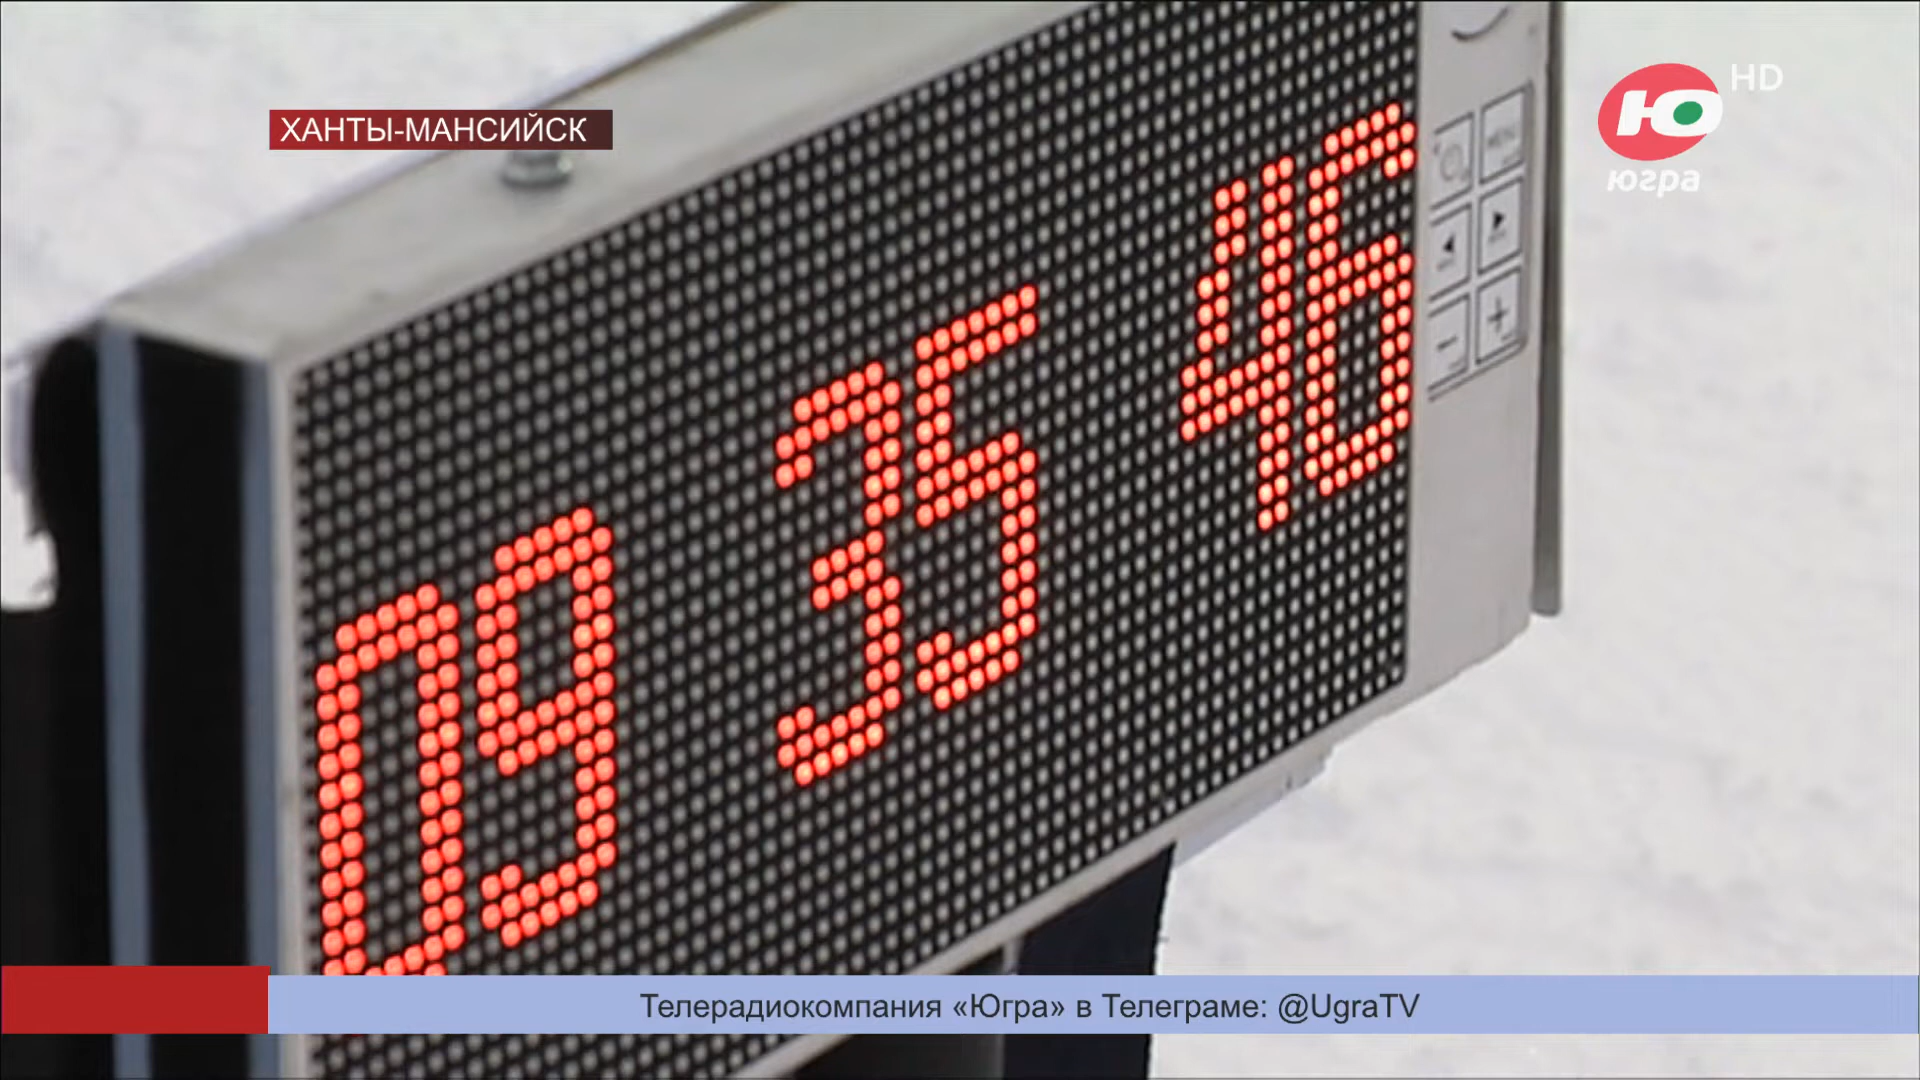 HD
югра
ХАНТЫ-МАНСИЙСК
09 35 46
Телерадиокомпания «Югра» в Телеграме: @UgraTV